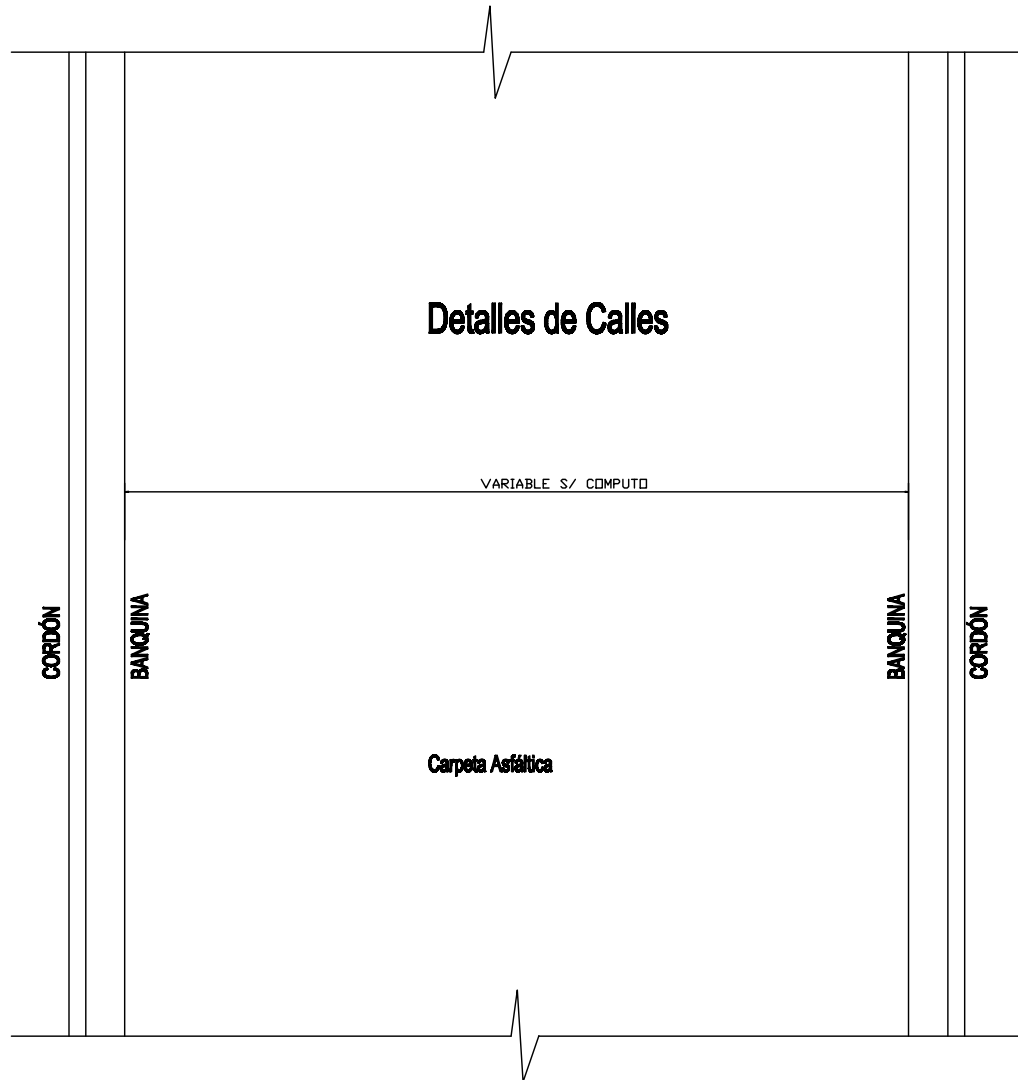 Detalles de Calles
VARIABLE S/ COMPUTO
CORDÓN
BANQUINA
BANQUINA
CORDÓN
Carpeta Asfáltica